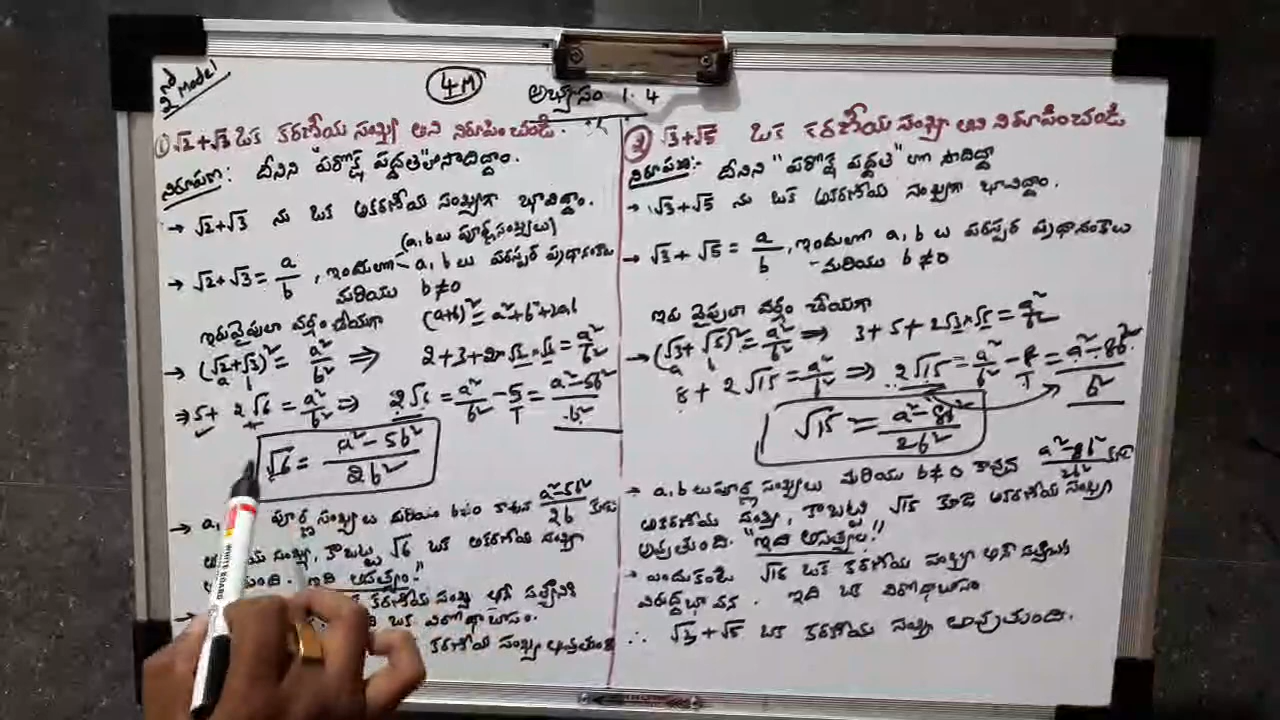 2nd Model
4M
అభ్యాసం 1.4
① √2+√3 ఒక కరణీయ సంఖ్య అని నిరూపించండి.
నిరూపణ: దీనిని "పరోక్ష పద్ధతి"లో సాదిద్దాం.
→ √2+√3 ను ఒక అకరణీయ సంఖ్యగా భావిద్దాం.
(a, b లు పూర్ణసంఖ్యలు)
→ √2+√3 = a/b, ఇందులో a, b లు పరస్పర ప్రధానాంకాలు
మరియు b≠0
ఇరువైపులా వర్గం చేయగా (a+b)² = a²+b²+2ab
→ (√2+√3)² = a²/b² ⇒ 2+3+2×√2×√3 = a²/b²
a b
⇒ 5+2√6 = a²/b² ⇒ 2√6 = a²/b² - 5/1 = a²-5b²/b²
√6 = a²-5b²/2b²
→ a, పూర్ణ సంఖ్యలు మరియు b≠0 కావున a²-5b²/2b
సంఖ్య, కాబట్టి √6 ఒక అకరణీయ సంఖ్యగా
"ఇది అసత్యం."
కరణీయ సంఖ్య అనే సత్యానికి
ఒక విరోధాభాసం.
కరణీయ సంఖ్య అవుతుంది
② √3+√5 ఒక కరణీయ సంఖ్య అని నిరూపించండి
నిరూపణ:- దీనిని "పరోక్ష పద్ధతి" లో సాదిద్దాం
→ √3+√5 ను ఒక అకరణీయ సంఖ్యగా భావిద్దాం.
→ √3+√5 = a/b, ఇందులో a, b లు పరస్పర ప్రధానాంకాలు
మరియు b≠0
ఇరు వైపులా వర్గం చేయగా
→ (√3+√5)² = a²/b² ⇒ 3+5+2√3×√5 = a²/b²
a b
8+2√15 = a²/b² ⇒ 2√15 = a²/b² - 8/1 = a²-8b²/b²
√15 = a²-8b²/2b²
→ a, b లు పూర్ణ సంఖ్యలు మరియు b≠0 కావున a²-8b²/2b²
అకరణీయ సంఖ్య, కాబట్టి √15 కూడా అకరణీయ సంఖ్య
అవుతుంది. "ఇది అసత్యం."
→ ఎందుకంటే √15 ఒక కరణీయ సంఖ్య అనే సత్యానికి
విరుద్ధభావన. ఇది ఒక విరోధాభాసం
∴ √3+√5 ఒక కరణీయ సంఖ్య అవుతుంది.